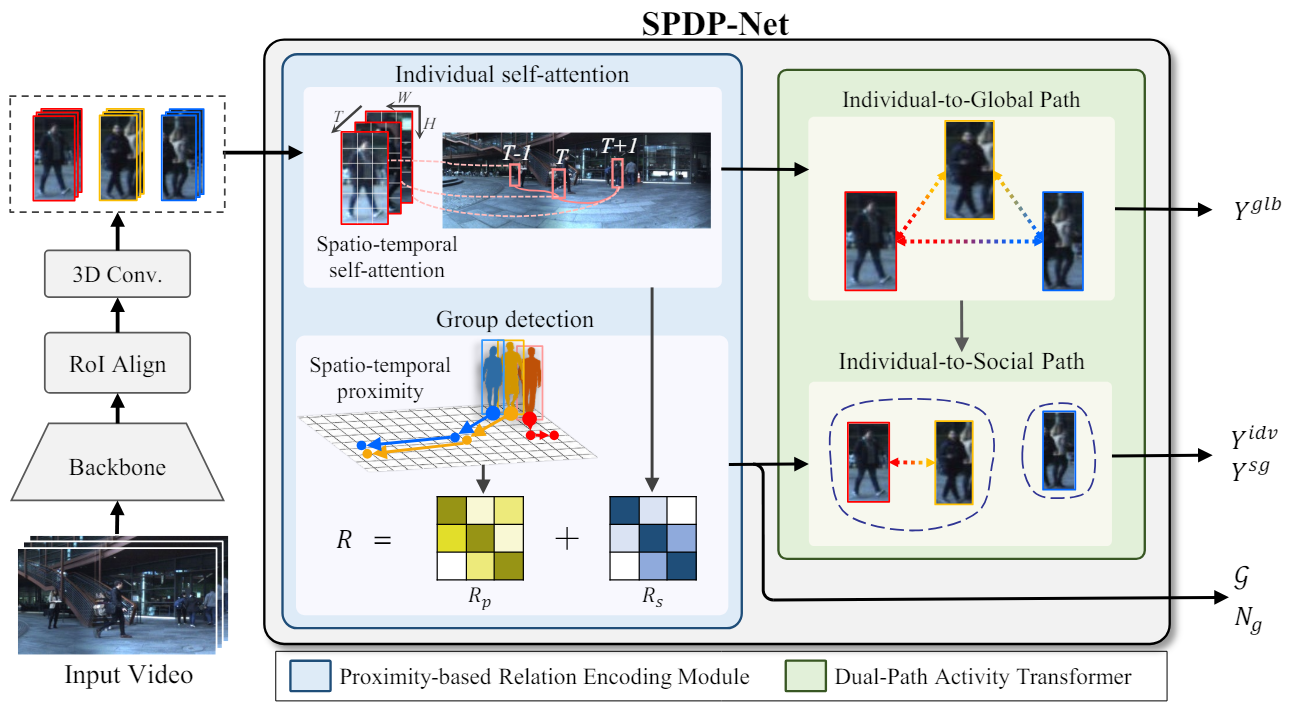 SPDP-Net
Individual self-attention
T
W
H
T-1
T
T+1
Spatio-temporal
self-attention
Group detection
Spatio-temporal
proximity
R = + 
R_p
R_s
3D Conv.
RoI Align
Backbone
Input Video
Individual-to-Global Path
Individual-to-Social Path
Y^{glb}
Y^{idv}
Y^{sg}
𝒢
N_g
Proximity-based Relation Encoding Module
Dual-Path Activity Transformer